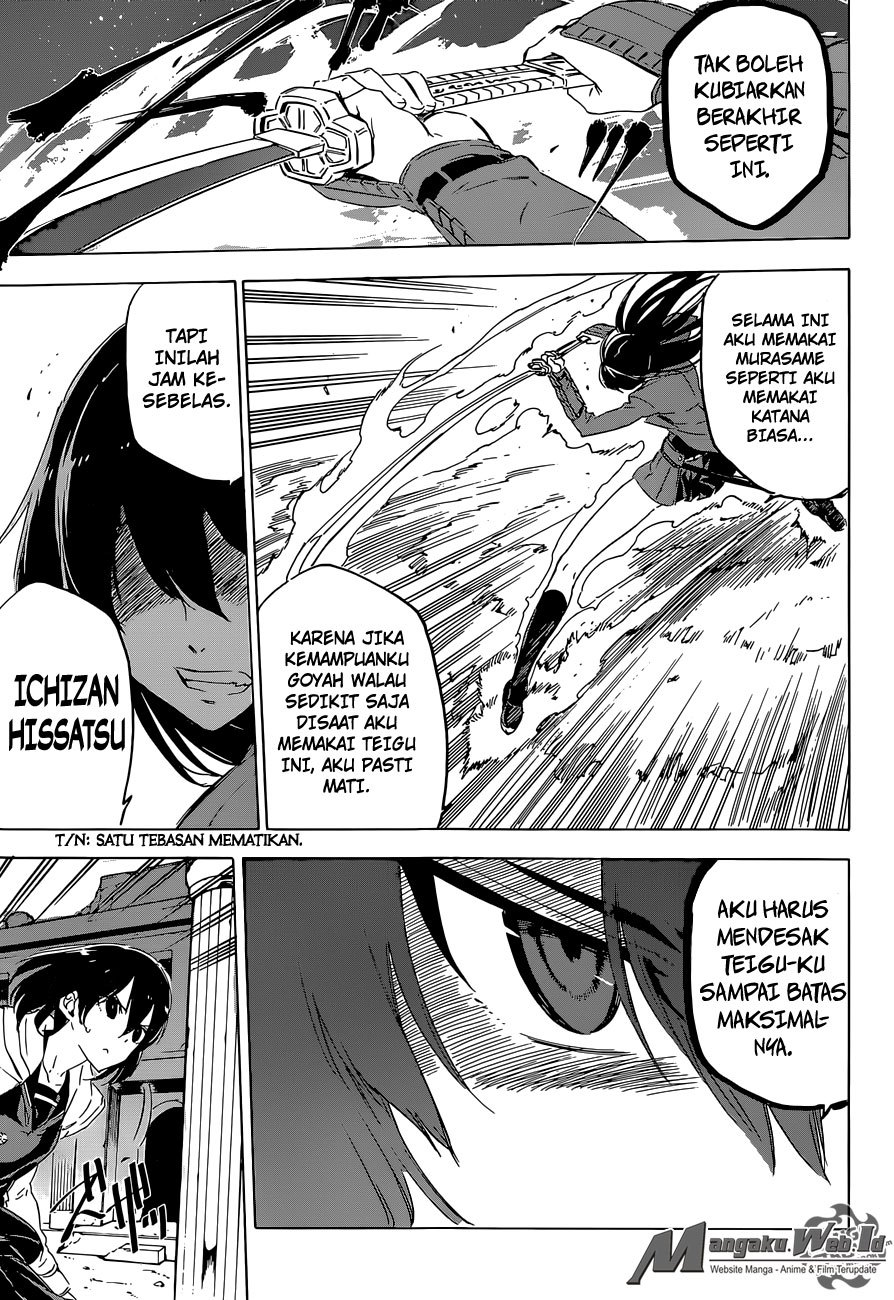 TAK BOLEH
KUBIARKAN
BERAKHIR
SEPERTI
INI.
SELAMA INI
AKU MEMAKAI
MURASAME
SEPERTI AKU
MEMAKAI
KATANA
BIASA...
KARENA JIKA
KEMAMPUANKU
GOYAH WALAU
SEDIKIT SAJA
DISAAT AKU
MEMAKAI TEIGU
INI, AKU PASTI
MATI.
TAPI
INILAH
JAM KE-
SEBELAS.
ICHIZAN
HISSATSU
T/N: SATU TEBASAN MEMATIKAN.
AKU HARUS
MENDESAK
TEIGU-KU
SAMPAI BATAS
MAKSIMAL-
NYA.
Mangaku.Web.Id
Website Manga - Anime & Film Terupdate